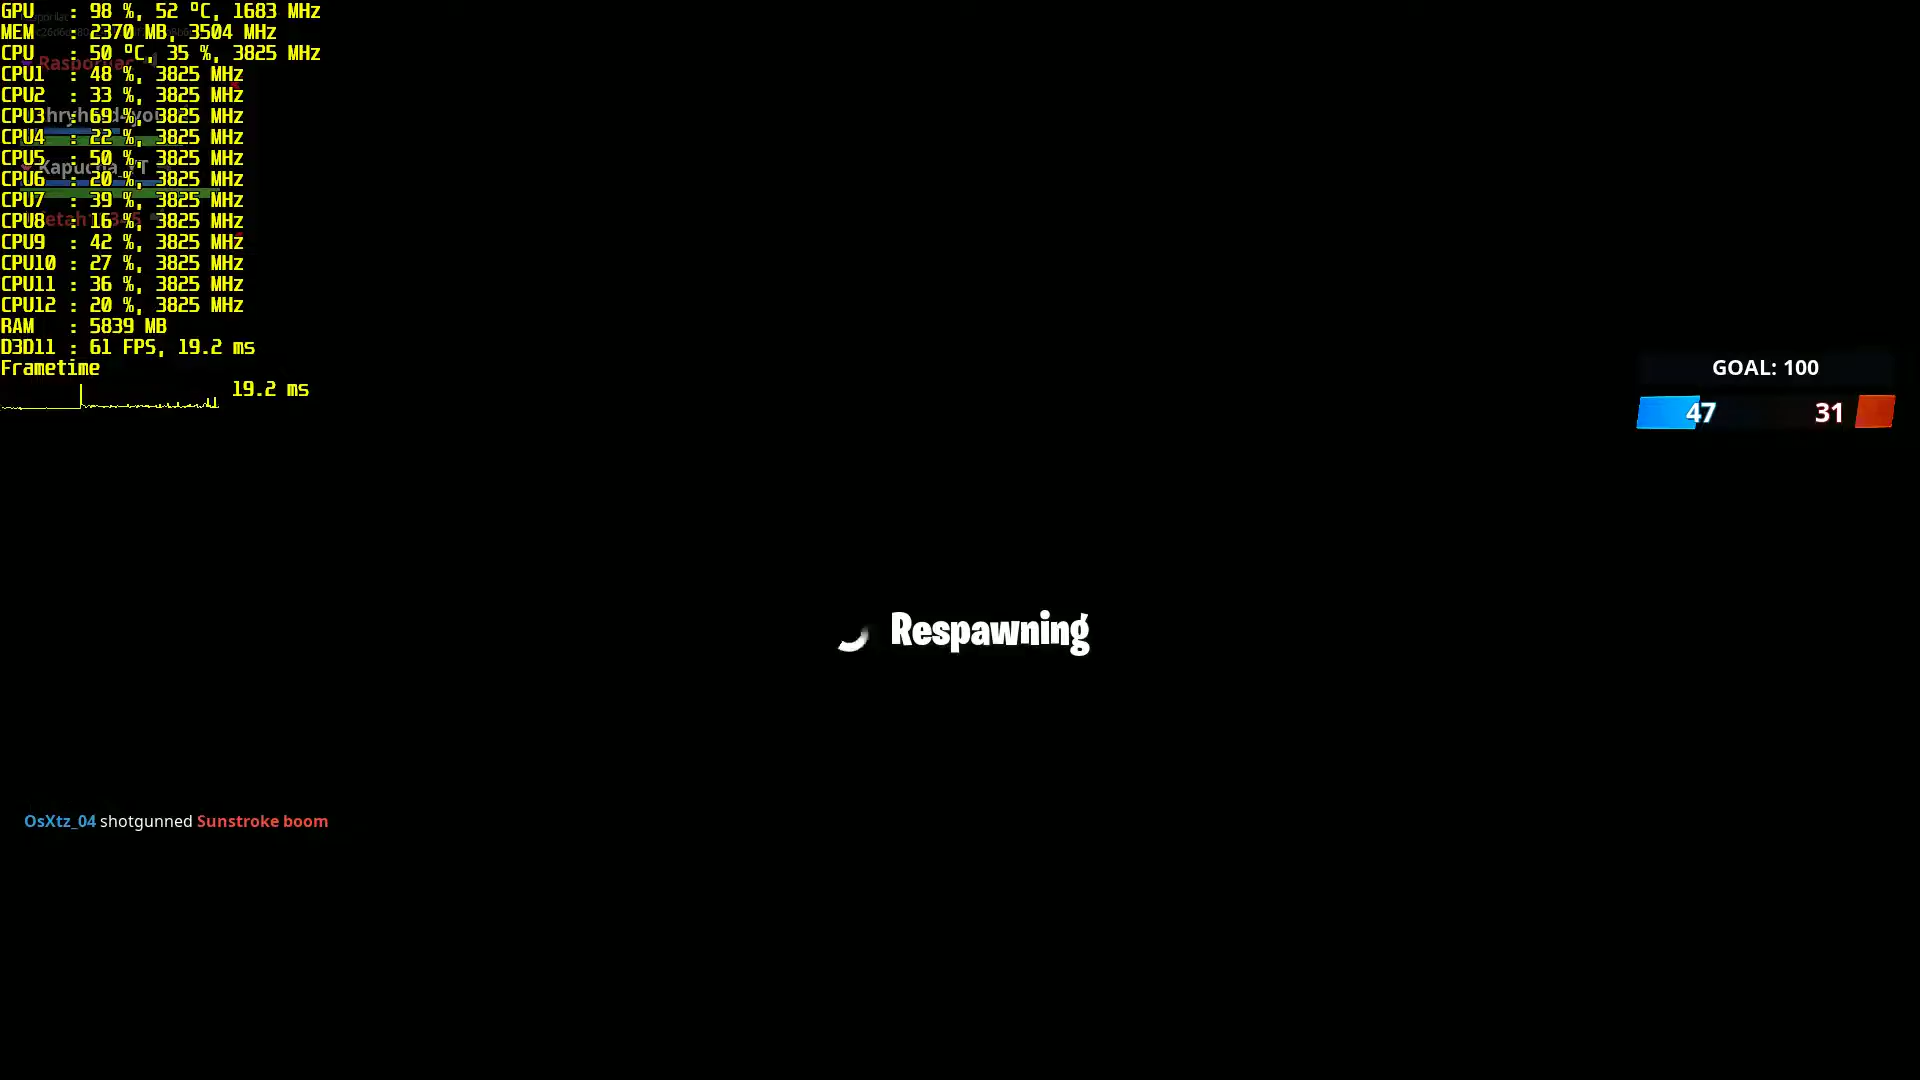 GPU : 98 %, 52 ºC, 1683 MHz
MEM : 2370 MB, 3504 MHz
CPU : 50 ºC, 35 %, 3825 MHz
CPU1 : 48 %, 3825 MHz
CPU2 : 33 %, 3825 MHz
CPU3 : 69 %, 3825 MHz
CPU4 : 22 %, 3825 MHz
CPU5 : 50 %, 3825 MHz
CPU6 : 20 %, 3825 MHz
CPU7 : 39 %, 3825 MHz
CPU8 : 16 %, 3825 MHz
CPU9 : 42 %, 3825 MHz
CPU10 : 27 %, 3825 MHz
CPU11 : 36 %, 3825 MHz
CPU12 : 20 %, 3825 MHz
RAM : 5839 MB
D3D11 : 61 FPS, 19.2 ms
Frametime
19.2 ms
GOAL: 100
47 31
Respawning
OsXtz_04 shotgunned Sunstroke boom